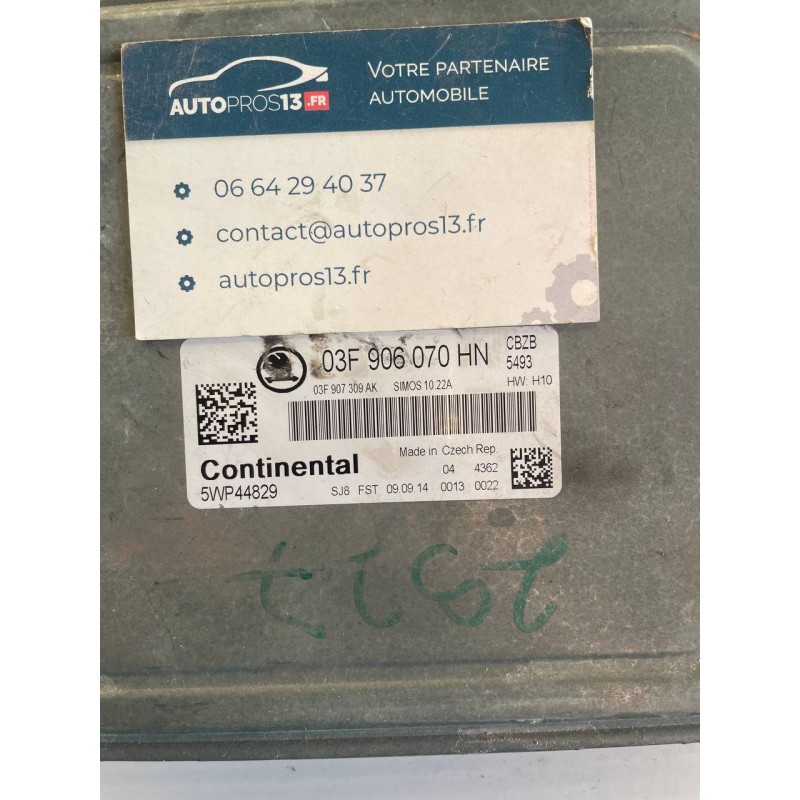 AUTOPROS13.FR
VOTRE PARTENAIRE
AUTOMOBILE
06 64 29 40 37
contact@autopros13.fr
autopros13.fr
03F 906 070 HN
CBZB
5493
03F 907 309 AK SIMOS 10.22A HW: H10
Made in Czech Rep.
Continental
04 4362
5WP44829
SJ8 FST 09.09.14 0013 0022